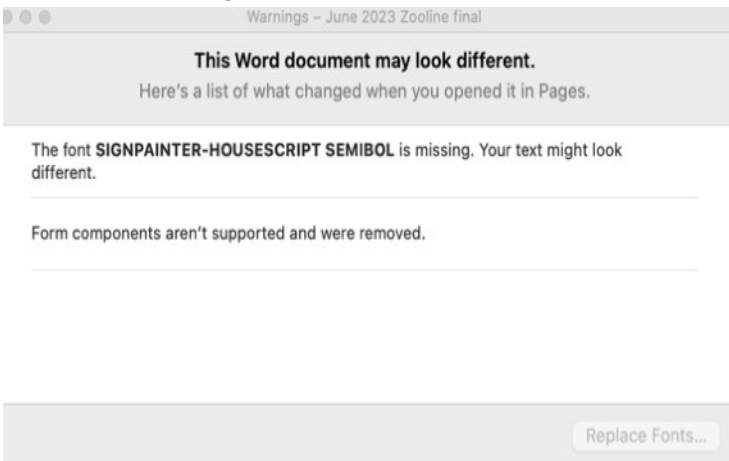 Warnings – June 2023 Zooline final
This Word document may look different.
Here's a list of what changed when you opened it in Pages.
The font SIGNPAINTER-HOUSESCRIPT SEMIBOL is missing. Your text might look
different.
Form components aren't supported and were removed.
Replace Fonts...